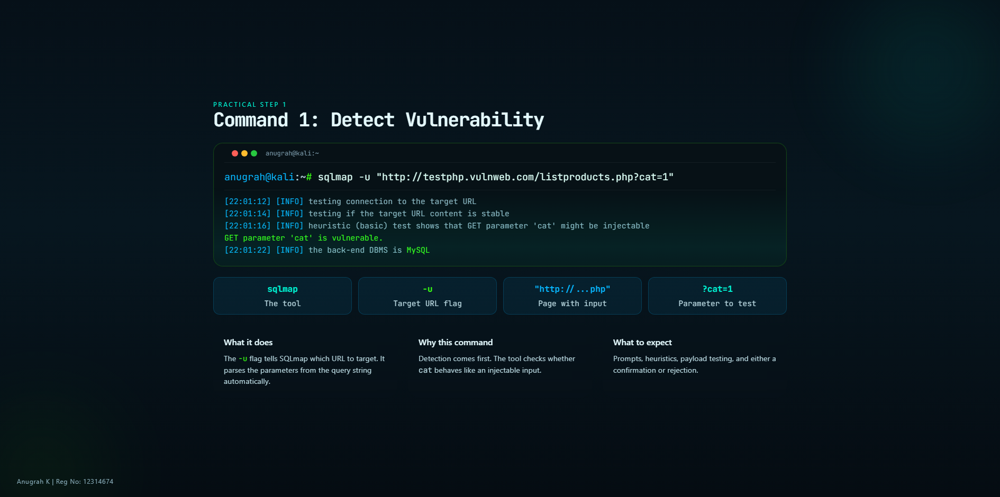 PRACTICAL STEP 1
Command 1: Detect Vulnerability
anugrah@kali:~
anugrah@kali:~# sqlmap -u "http://testphp.vulnweb.com/listproducts.php?cat=1"
[22:01:12] [INFO] testing connection to the target URL
[22:01:14] [INFO] testing if the target URL content is stable
[22:01:16] [INFO] heuristic (basic) test shows that GET parameter 'cat' might be injectable
GET parameter 'cat' is vulnerable.
[22:01:22] [INFO] the back-end DBMS is MySQL
sqlmap
The tool
-u
Target URL flag
"http://...php"
Page with input
?cat=1
Parameter to test
What it does
The -u flag tells SQLmap which URL to target. It
parses the parameters from the query string
automatically.
Why this command
Detection comes first. The tool checks whether
cat behaves like an injectable input.
What to expect
Prompts, heuristics, payload testing, and either a
confirmation or rejection.
Anugrah K | Reg No: 12314674